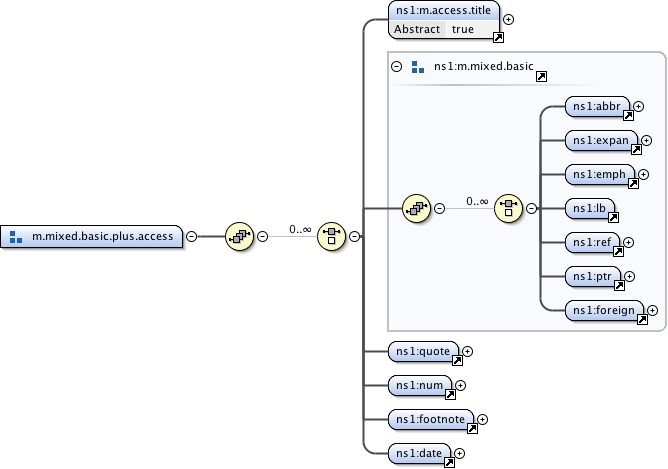 ns1:m.access.title
Abstract true
ns1:m.mixed.basic
ns1:abbr
ns1:expan
ns1:emph
0..∞
ns1:lb
m.mixed.basic.plus.access
0..∞
ns1:ref
ns1:ptr
ns1:foreign
ns1:quote
ns1:num
ns1:footnote
ns1:date